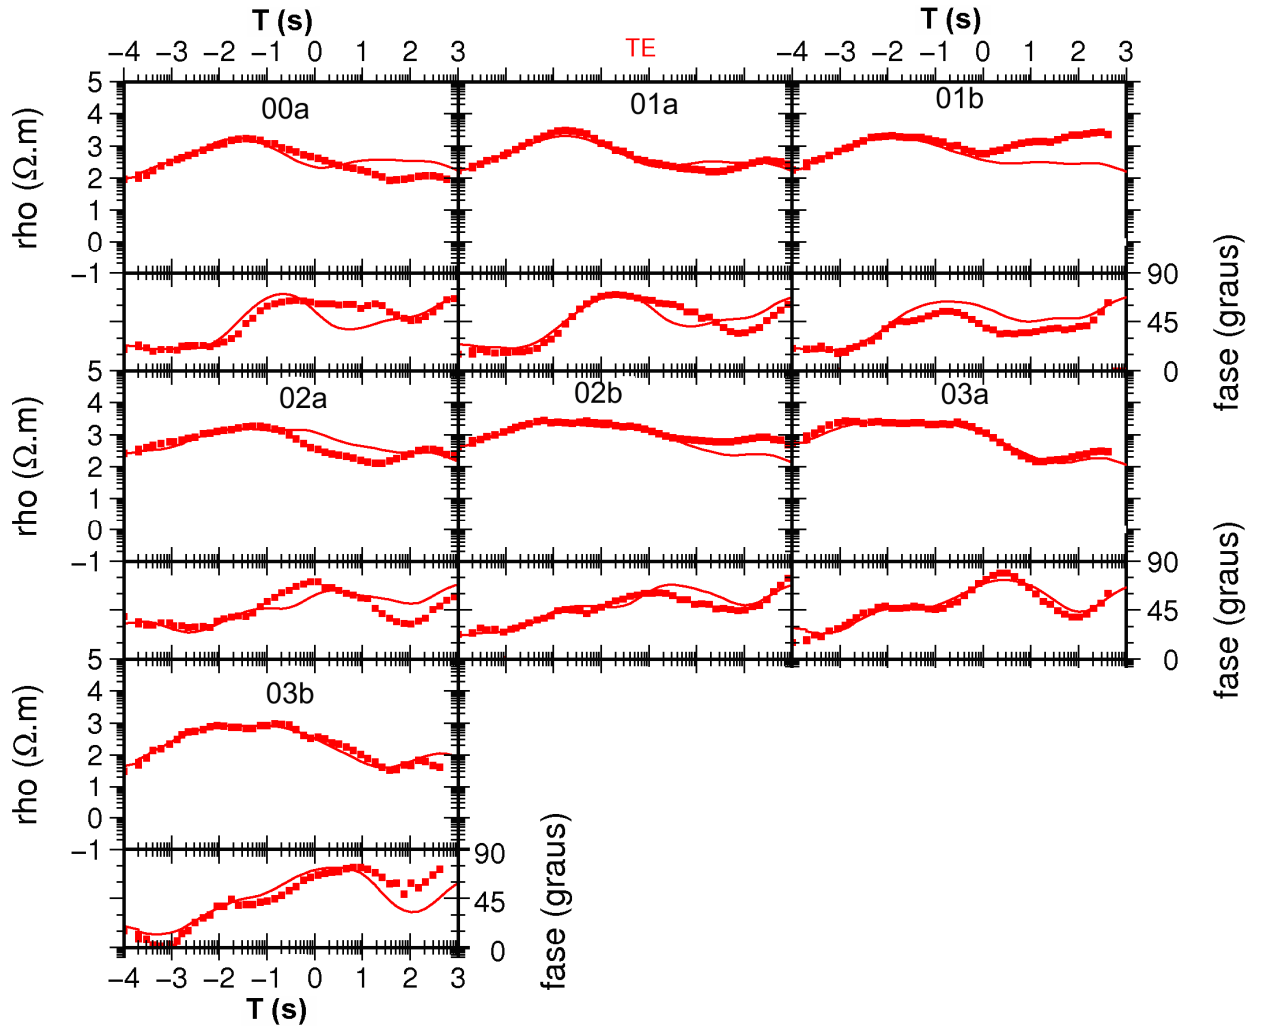 T (s) TE T (s)
−4 −3 −2 −1 0 1 2 3 −4 −3 −2 −1 0 1 2 3
00a 01a 01b
rho (Ω.m) 5 4 3 2 1 0 −1
90 45 0 fase (graus)
02a 02b 03a
rho (Ω.m) 5 4 3 2 1 0 −1
90 45 0 fase (graus)
03b
rho (Ω.m) 5 4 3 2 1 0 −1
90 45 0 fase (graus)
−4 −3 −2 −1 0 1 2 3
T (s)